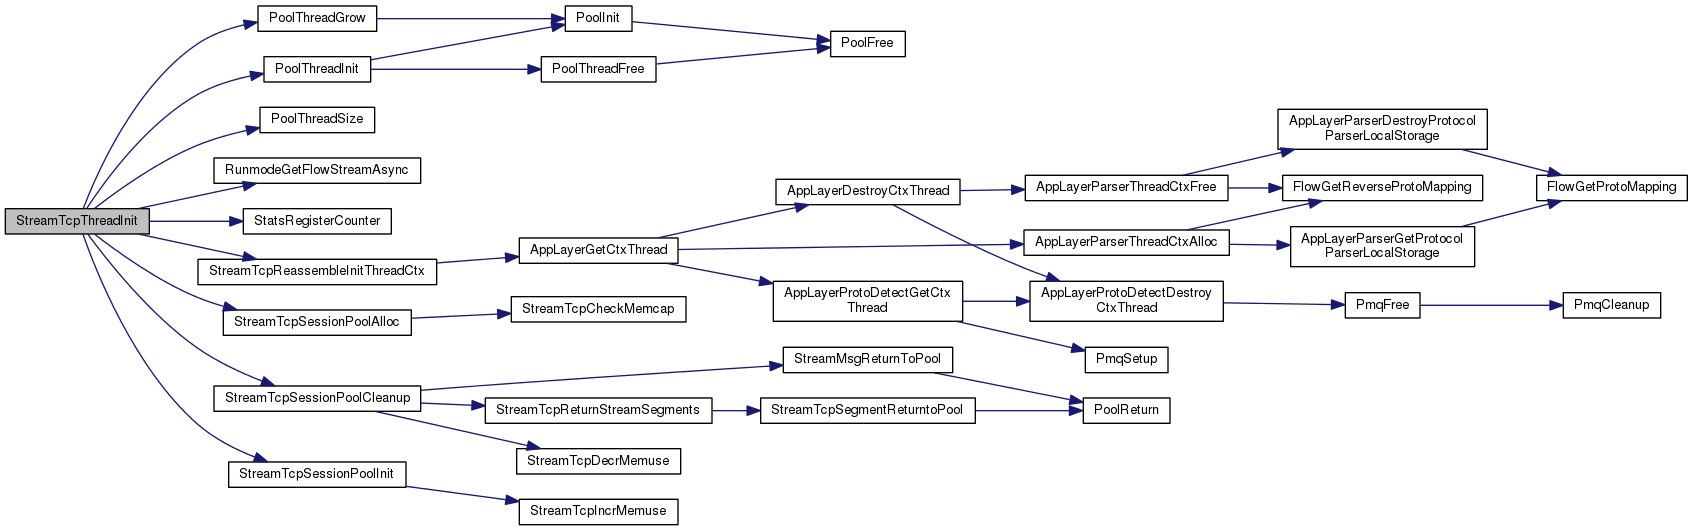 PoolThreadGrow
PoolInit
PoolFree
PoolThreadInit
PoolThreadFree
PoolThreadSize
AppLayerParserDestroyProtocol
ParserLocalStorage
RunmodeGetFlowStreamAsync
AppLayerDestroyCtxThread
AppLayerParserThreadCtxFree
FlowGetReverseProtoMapping
FlowGetProtoMapping
StreamTcpThreadInit
StatsRegisterCounter
AppLayerGetCtxThread
AppLayerParserThreadCtxAlloc
AppLayerParserGetProtocol
ParserLocalStorage
StreamTcpReassembleInitThreadCtx
AppLayerProtoDetectGetCtx
Thread
AppLayerProtoDetectDestroy
CtxThread
PmqFree
PmqCleanup
StreamTcpSessionPoolAlloc
StreamTcpCheckMemcap
StreamMsgReturnToPool
PmqSetup
StreamTcpSessionPoolCleanup
StreamTcpReturnStreamSegments
StreamTcpSegmentReturntoPool
PoolReturn
StreamTcpDecrMemuse
StreamTcpSessionPoolInit
StreamTcpIncrMemuse